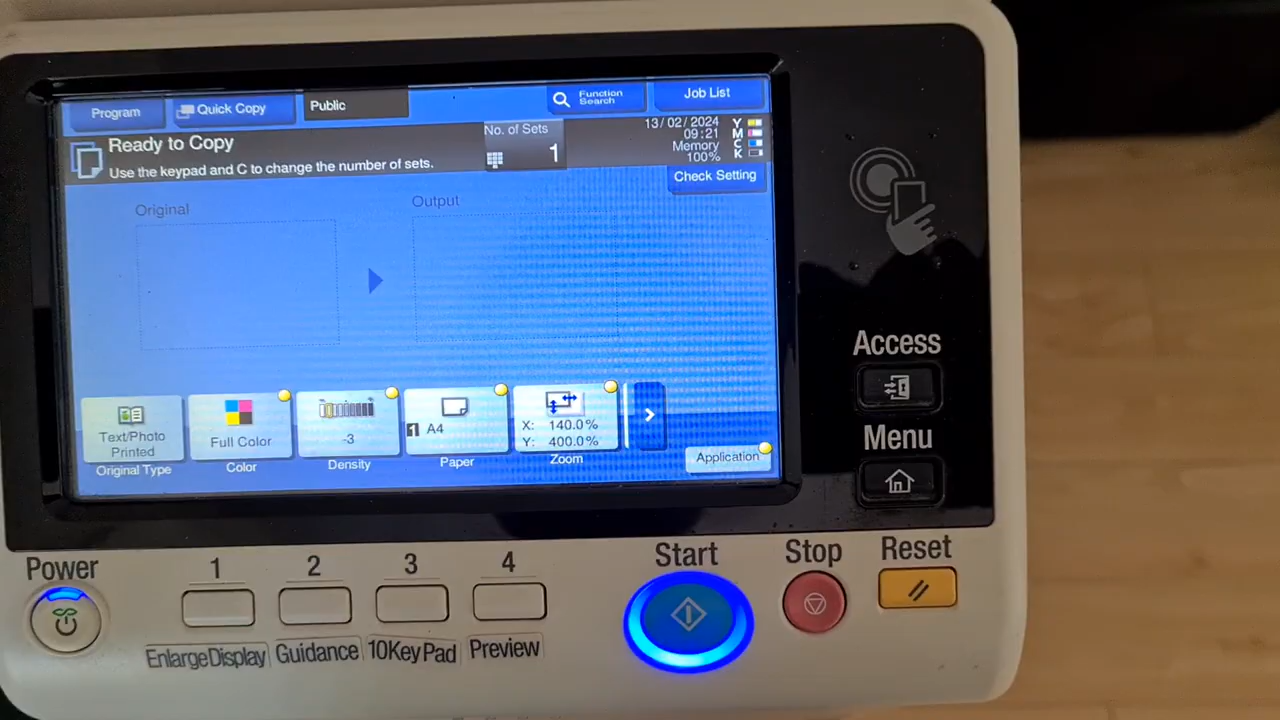 Program
Quick Copy
Public
Function
Search
Job List
Ready to Copy
Use the keypad and C to change the number of sets.
No. of Sets
1
13/02/2024
09:21
Memory
100%
Y
M
C
K
Check Setting
Original
Output
Text/Photo
Printed
Original Type
Full Color
Color
-3
Density
1 A4
Paper
X: 140.0%
Y: 400.0%
Zoom
Application
Access
Menu
Power
1
2
3
4
Start
Stop
Reset
EnlargeDisplay
Guidance
10KeyPad
Preview